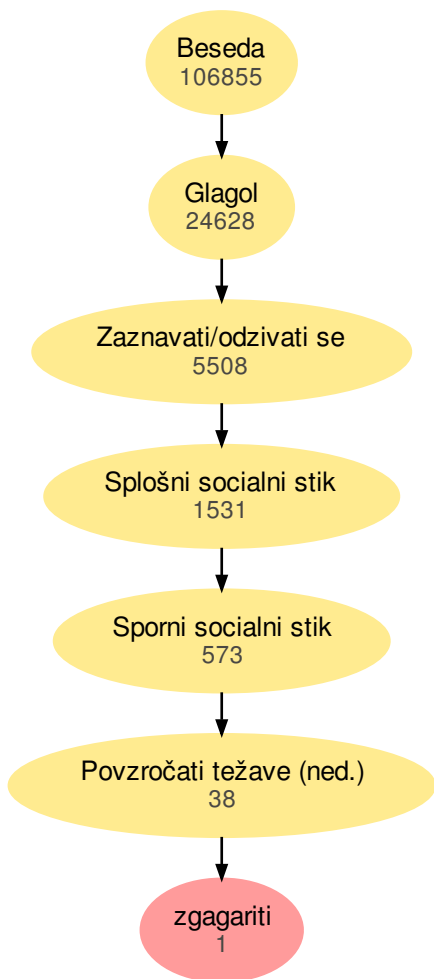 Beseda
106855
Glagol
24628
Zaznavati/odzivati se
5508
Splošni socialni stik
1531
Sporni socialni stik
573
Povzročati težave (ned.)
38
zgagariti
1